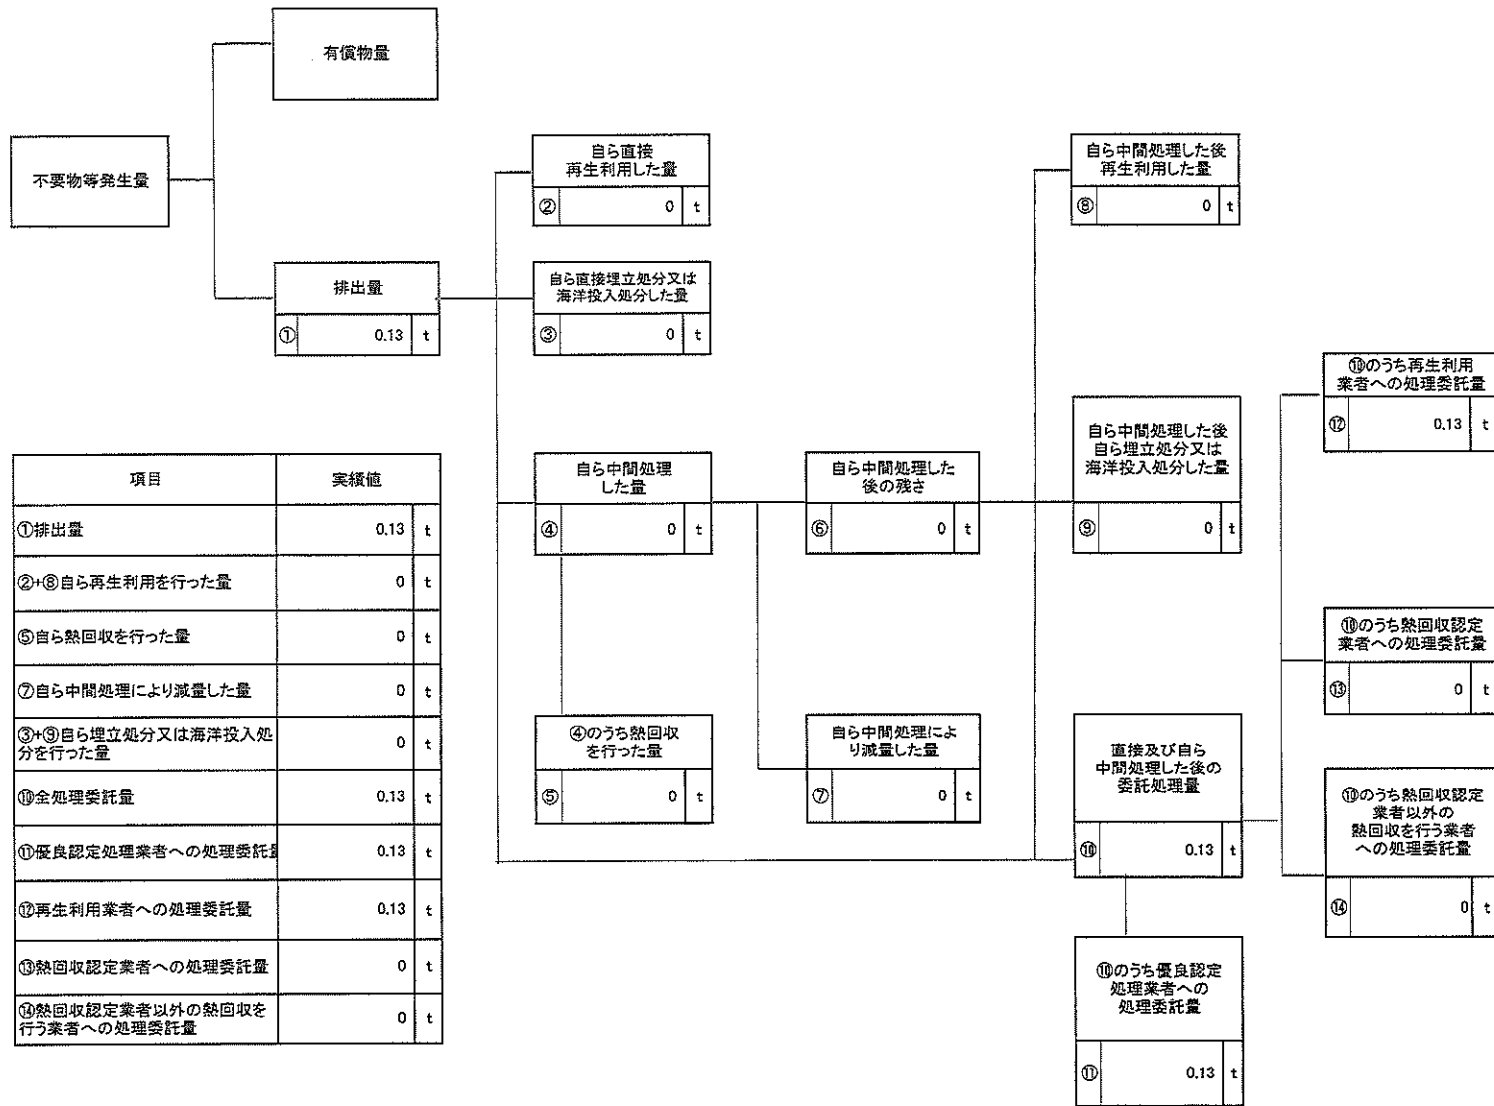 有償物量
不要物等発生量
排出量
① 0.13 t
自ら直接
再生利用した量
② 0 t
自ら直接埋立処分又は
海洋投入処分した量
③ 0 t
自ら中間処理
した量
④ 0 t
④のうち熱回収
を行った量
⑤ 0 t
自ら中間処理した
後の残さ
⑥ 0 t
自ら中間処理によ
り減量した量
⑦ 0 t
自ら中間処理した後
再生利用した量
⑧ 0 t
自ら中間処理した後
自ら埋立処分又は
海洋投入処分した量
⑨ 0 t
直接及び自ら
中間処理した後の
委託処理量
⑩ 0.13 t
⑩のうち優良認定
処理業者への
処理委託量
⑪ 0.13 t
⑩のうち再生利用
業者への処理委託量
⑫ 0.13 t
⑩のうち熱回収認定
業者への処理委託量
⑬ 0 t
⑩のうち熱回収認定
業者以外の
熱回収を行う業者
への処理委託量
⑭ 0 t
項目 実績値
①排出量 0.13 t
②+⑧自ら再生利用を行った量 0 t
⑤自ら熱回収を行った量 0 t
⑦自ら中間処理により減量した量 0 t
③+⑨自ら埋立処分又は海洋投入処
分を行った量 0 t
⑩全処理委託量 0.13 t
⑪優良認定処理業者への処理委託量 0.13 t
⑫再生利用業者への処理委託量 0.13 t
⑬熱回収認定業者への処理委託量 0 t
⑭熱回収認定業者以外の熱回収を
行う業者への処理委託量 0 t